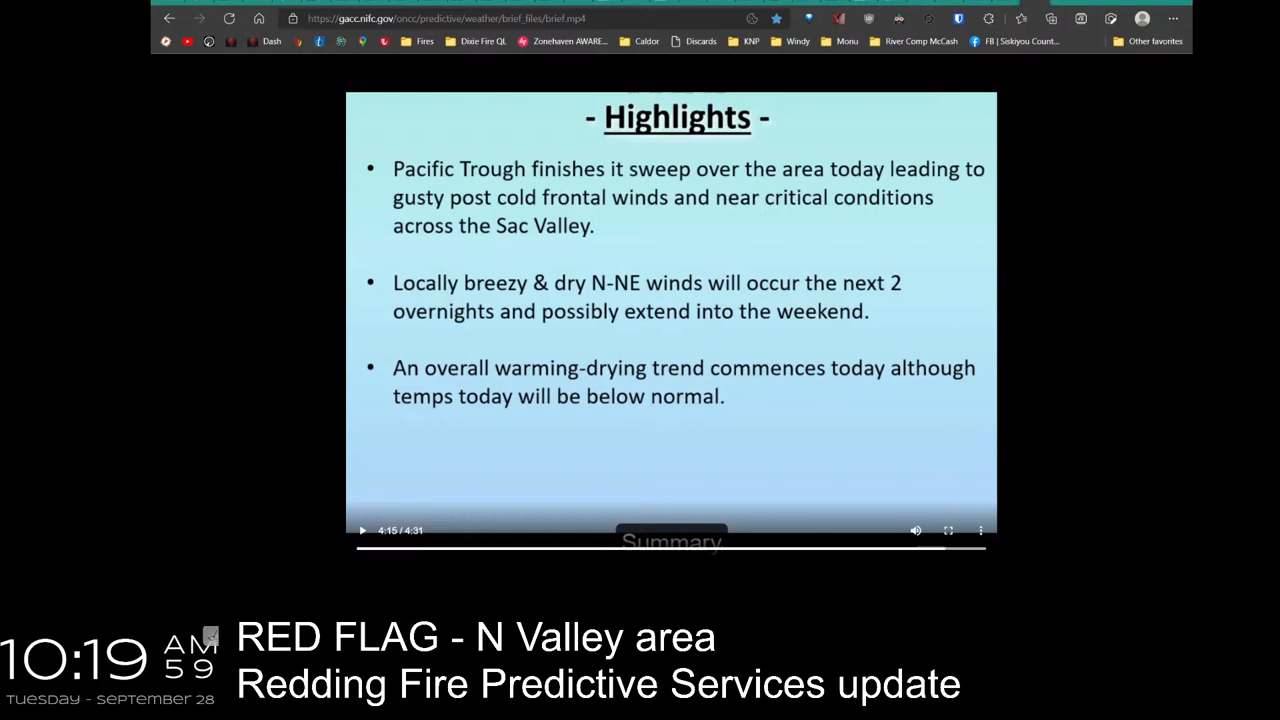 https://gacc.nifc.gov/oncc/predictive/weather/brief_files/brief.mp4
Dash Fires Dixie Fire QL Zonehaven AWARE... Caldor Discards KNP Windy Monu River Comp McCash FB | Siskiyou Count... Other favorites
- Highlights -
• Pacific Trough finishes it sweep over the area today leading to
gusty post cold frontal winds and near critical conditions
across the Sac Valley.
• Locally breezy & dry N-NE winds will occur the next 2
overnights and possibly extend into the weekend.
• An overall warming-drying trend commences today although
temps today will be below normal.
4:15 / 4:31
Summary
10:19 AM 59
TUESDAY - SEPTEMBER 28
RED FLAG - N Valley area
Redding Fire Predictive Services update